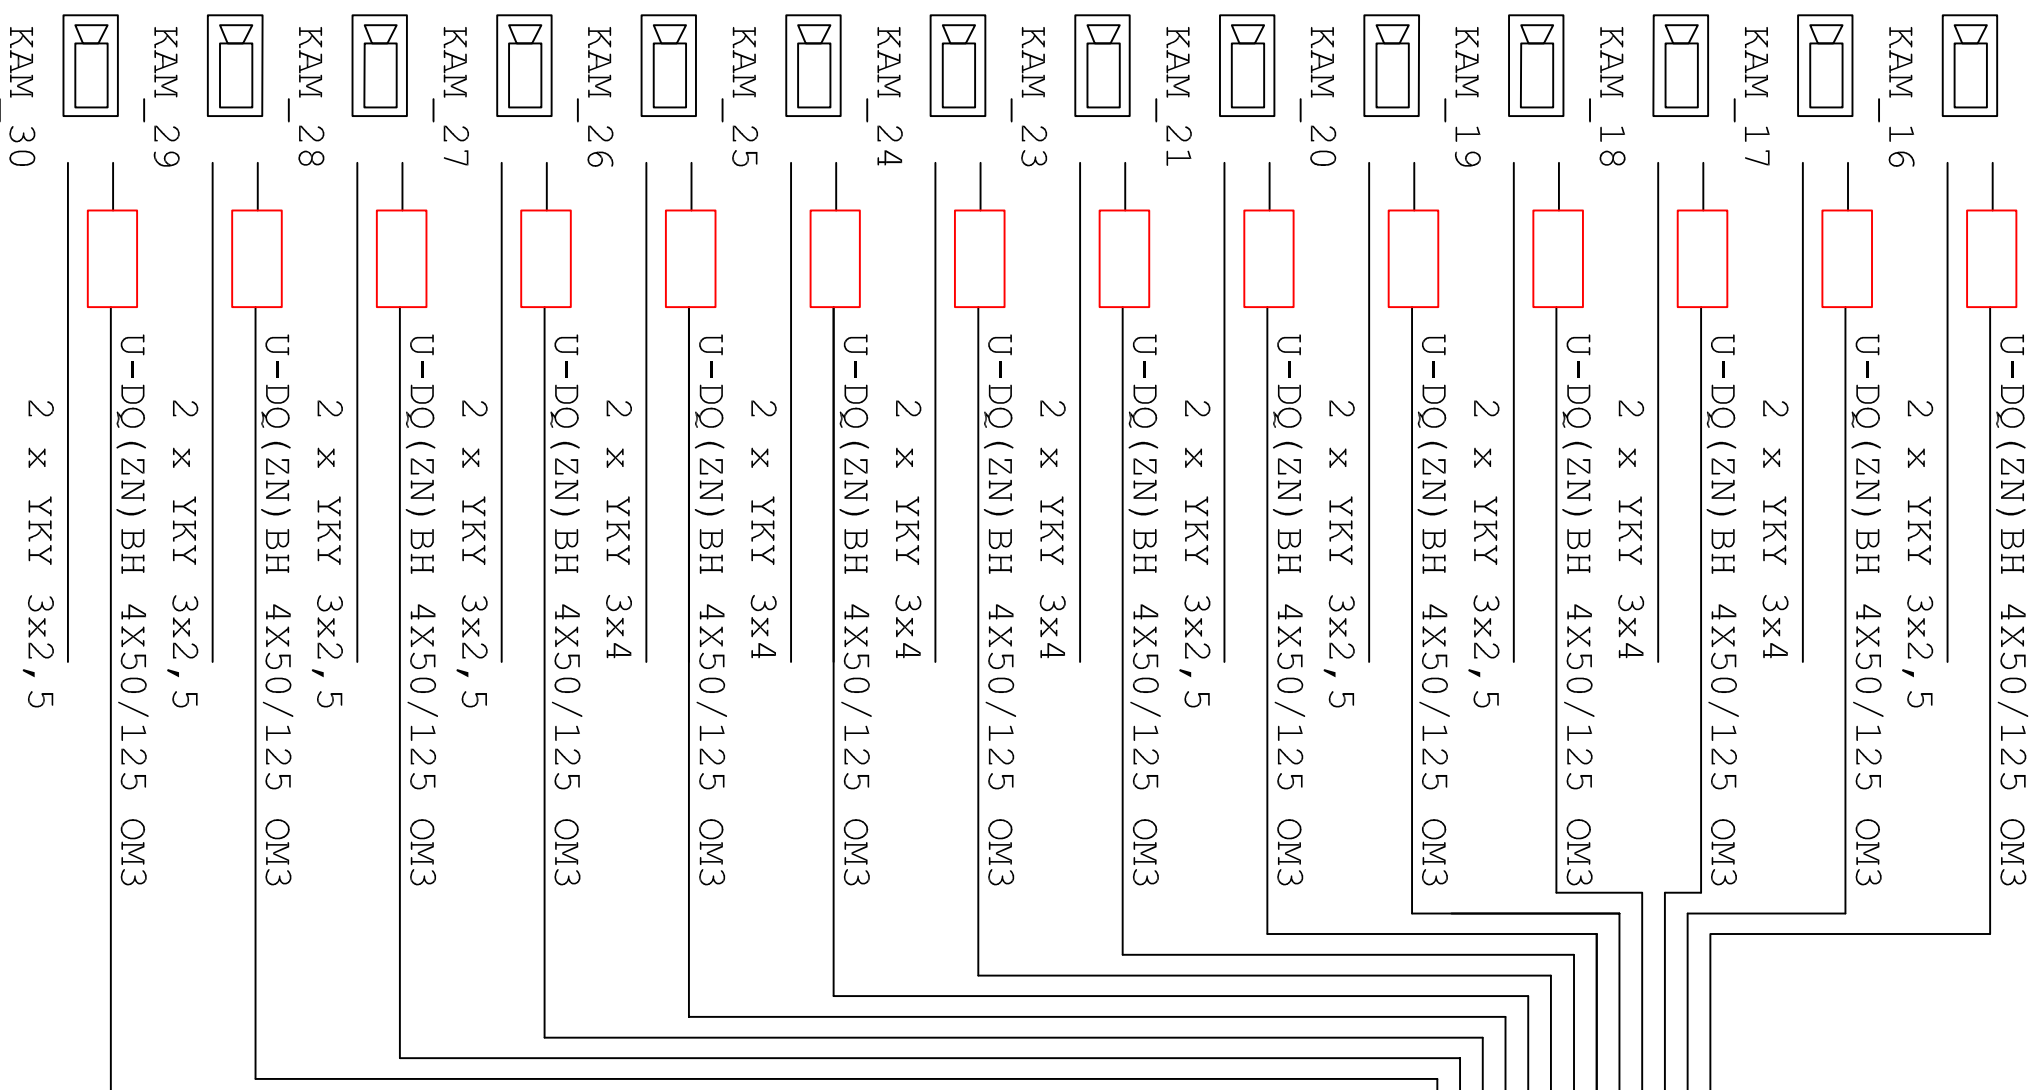 U-DQ(ZN)BH 4X50/125 OM3
KAM_16 2 x YKY 3x2,5
U-DQ(ZN)BH 4X50/125 OM3
KAM_17 2 x YKY 3x4
U-DQ(ZN)BH 4X50/125 OM3
KAM_18 2 x YKY 3x4
U-DQ(ZN)BH 4X50/125 OM3
KAM_19 2 x YKY 3x2,5
U-DQ(ZN)BH 4X50/125 OM3
KAM_20 2 x YKY 3x2,5
U-DQ(ZN)BH 4X50/125 OM3
KAM_21 2 x YKY 3x2,5
U-DQ(ZN)BH 4X50/125 OM3
KAM_23 2 x YKY 3x4
U-DQ(ZN)BH 4X50/125 OM3
KAM_24 2 x YKY 3x4
U-DQ(ZN)BH 4X50/125 OM3
KAM_25 2 x YKY 3x4
U-DQ(ZN)BH 4X50/125 OM3
KAM_26 2 x YKY 3x4
U-DQ(ZN)BH 4X50/125 OM3
KAM_27 2 x YKY 3x2,5
U-DQ(ZN)BH 4X50/125 OM3
KAM_28 2 x YKY 3x2,5
U-DQ(ZN)BH 4X50/125 OM3
KAM_29 2 x YKY 3x2,5
U-DQ(ZN)BH 4X50/125 OM3
KAM_30 2 x YKY 3x2,5